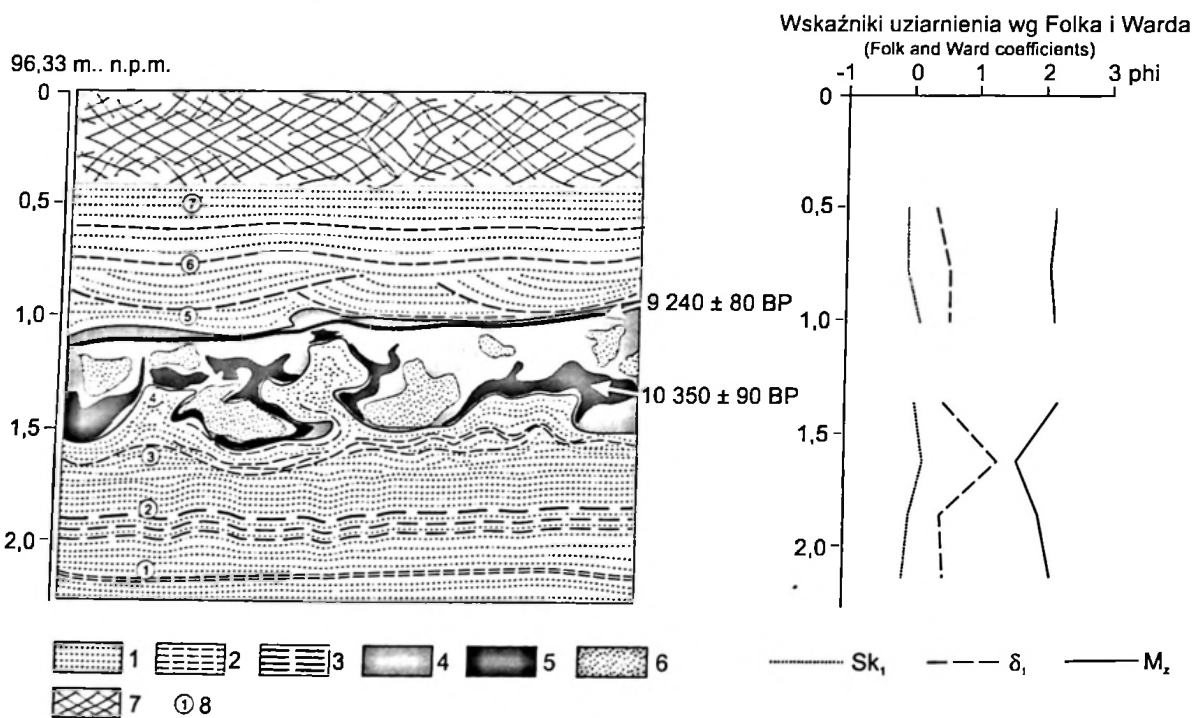 Wskaźniki uziarnienia wg Folka i Warda
(Folk and Ward coefficients)
96,33 m.. n.p.m.
-1 0 1 2 3 phi
0
0,5
1,0
1,5
2,0
7
6
5
4
3
2
1
9 240 ± 80 BP
10 350 ± 90 BP
0
0,5
1,0
1,5
2,0
1 2 3 4 5 6
7 1 8
Sk₁ δ₁ M_z